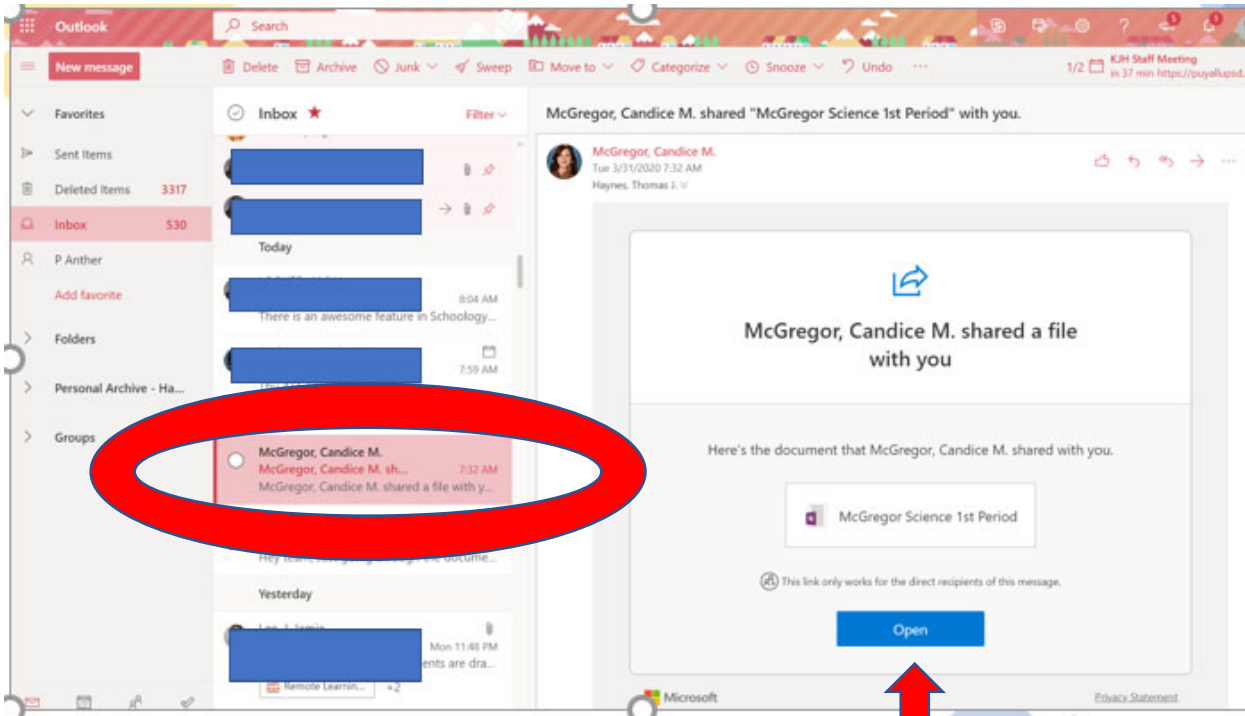 Outlook
Search
New message
Delete Archive Junk Sweep Move to Categorize Snooze Undo ...
1/2 KJH Staff Meeting
in 37 min https://puyallupsd.
Favorites
Sent Items
Deleted Items 3317
Inbox 530
P Anther
Add favorite
Folders
Personal Archive - Ha...
Groups
Inbox
Filter
Today
8:04 AM
There is an awesome feature in Schoology...
7:59 AM
McGregor, Candice M.
McGregor, Candice M. sh... 7:32 AM
McGregor, Candice M. shared a file with y...
Yesterday
Mon 11:48 PM
ents are dra...
Remote Learnin... +2
McGregor, Candice M. shared "McGregor Science 1st Period" with you.
McGregor, Candice M.
Tue 3/31/2020 7:32 AM
Haynes, Thomas J.
McGregor, Candice M. shared a file
with you
Here's the document that McGregor, Candice M. shared with you.
McGregor Science 1st Period
This link only works for the direct recipients of this message.
Open
Microsoft
Privacy Statement